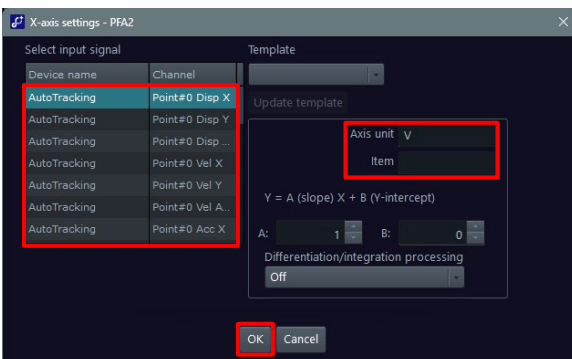 X-axis settings - PFA2
Select input signal
Template
Device name Channel
AutoTracking Point#0 Disp X
AutoTracking Point#0 Disp Y
AutoTracking Point#0 Disp ...
AutoTracking Point#0 Vel X
AutoTracking Point#0 Vel Y
AutoTracking Point#0 Vel A...
AutoTracking Point#0 Acc X
Update template
Axis unit V
Item
Y = A (slope) X + B (Y-intercept)
A: 1 B: 0
Differentiation/integration processing
Off
OK Cancel